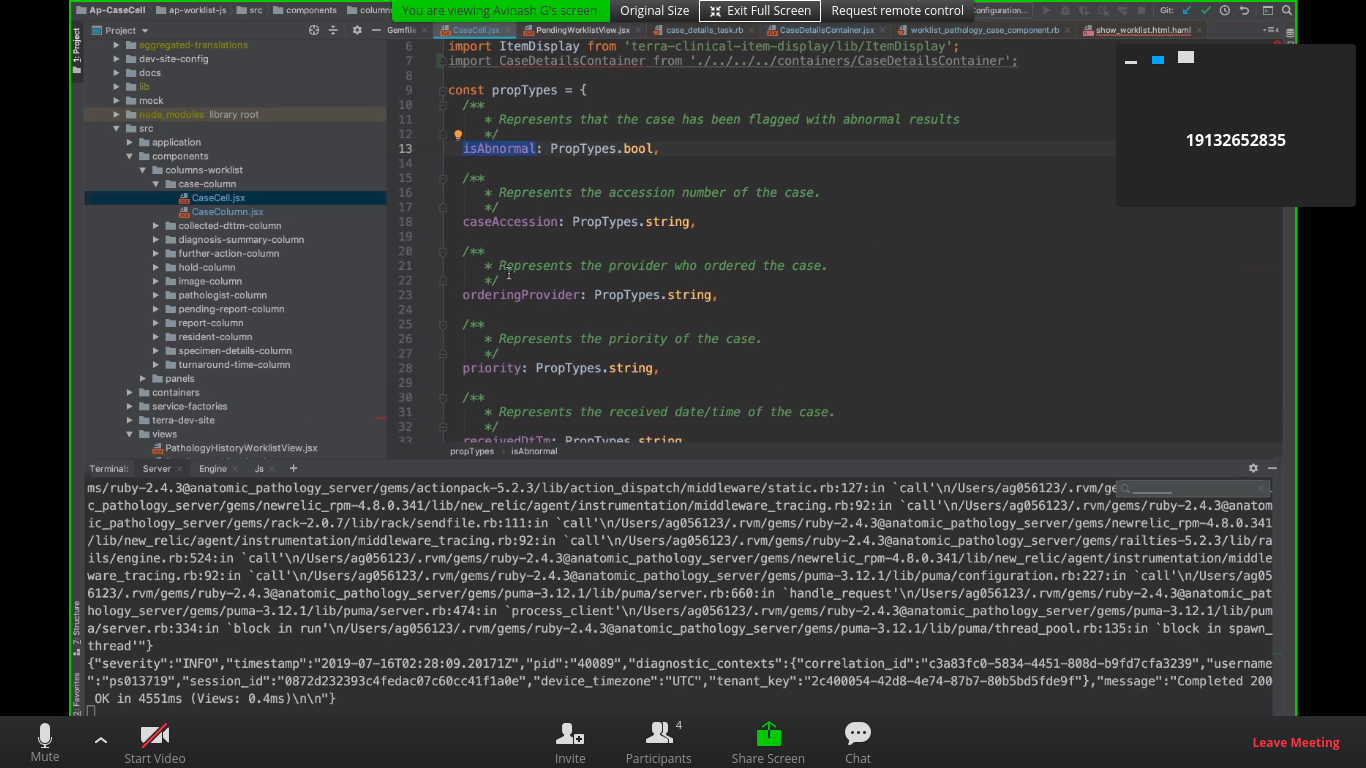 You are viewing Avinash G's screen
Original Size
Exit Full Screen
Request remote control
Ap-CaseCell
ap-worklist-js
src
components
Git:
Project
Gemfile
CaseCell.jsx
PendingWorklistView.jsx
case_details_task.rb
CaseDetailsContainer.jsx
worklist_pathology_case_component.rb
show_worklist.html.haml
1: Project
aggregated-translations
dev-site-config
docs
lib
mock
node_modules library root
src
application
components
columns-worklist
case-column
CaseCell.jsx
CaseColumn.jsx
collected-dttm-column
diagnosis-summary-column
further-action-column
hold-column
image-column
pathologist-column
pending-report-column
report-column
resident-column
specimen-details-column
turnaround-time-column
panels
containers
service-factories
terra-dev-site
views
PathologyHistoryWorklistView.jsx
6 import ItemDisplay from 'terra-clinical-item-display/lib/ItemDisplay';
7 import CaseDetailsContainer from './../../../containers/CaseDetailsContainer';
8
9 const propTypes = {
10 /**
11 * Represents that the case has been flagged with abnormal results
12 */
13 isAbnormal: PropTypes.bool,
14
15 /**
16 * Represents the accession number of the case.
17 */
18 caseAccession: PropTypes.string,
19
20 /**
21 * Represents the provider who ordered the case.
22 */
23 orderingProvider: PropTypes.string,
24
25 /**
26 * Represents the priority of the case.
27 */
28 priority: PropTypes.string,
29
30 /**
31 * Represents the received date/time of the case.
32 */
33 receivedDtTm: PropTypes.string
propTypes › isAbnormal
19132652835
Terminal: Server × Engine × Js × +
ms/ruby-2.4.3@anatomic_pathology_server/gems/actionpack-5.2.3/lib/action_dispatch/middleware/static.rb:127:in `call'\n/Users/ag056123/.rvm/ge
c_pathology_server/gems/newrelic_rpm-4.8.0.341/lib/new_relic/agent/instrumentation/middleware_tracing.rb:92:in `call'\n/Users/ag056123/.rvm/gems/ruby-2.4.3@anatom
ic_pathology_server/gems/rack-2.0.7/lib/rack/sendfile.rb:111:in `call'\n/Users/ag056123/.rvm/gems/ruby-2.4.3@anatomic_pathology_server/gems/newrelic_rpm-4.8.0.341
/lib/new_relic/agent/instrumentation/middleware_tracing.rb:92:in `call'\n/Users/ag056123/.rvm/gems/ruby-2.4.3@anatomic_pathology_server/gems/railties-5.2.3/lib/ra
ils/engine.rb:524:in `call'\n/Users/ag056123/.rvm/gems/ruby-2.4.3@anatomic_pathology_server/gems/newrelic_rpm-4.8.0.341/lib/new_relic/agent/instrumentation/middle
ware_tracing.rb:92:in `call'\n/Users/ag056123/.rvm/gems/ruby-2.4.3@anatomic_pathology_server/gems/puma-3.12.1/lib/puma/configuration.rb:227:in `call'\n/Users/ag05
6123/.rvm/gems/ruby-2.4.3@anatomic_pathology_server/gems/puma-3.12.1/lib/puma/server.rb:660:in `handle_request'\n/Users/ag056123/.rvm/gems/ruby-2.4.3@anatomic_pat
hology_server/gems/puma-3.12.1/lib/puma/server.rb:474:in `process_client'\n/Users/ag056123/.rvm/gems/ruby-2.4.3@anatomic_pathology_server/gems/puma-3.12.1/lib/pum
a/server.rb:334:in `block in run'\n/Users/ag056123/.rvm/gems/ruby-2.4.3@anatomic_pathology_server/gems/puma-3.12.1/lib/puma/thread_pool.rb:135:in `block in spawn_
thread'"}
{"severity":"INFO","timestamp":"2019-07-16T02:28:09.20171Z","pid":"40089","diagnostic_contexts":{"correlation_id":"c3a83fc0-5834-4451-808d-b9fd7cfa3239","username
":"ps013719","session_id":"0872d232393c4fedac07c60cc41f1a0e","device_timezone":"UTC","tenant_key":"2c400054-42d8-4e74-87b7-80b5bd5fde9f"},"message":"Completed 200
 OK in 4551ms (Views: 0.4ms)\n\n"}
7: Structure
2: Favorites
Mute
Start Video
Invite
4
Participants
Share Screen
Chat
Leave Meeting